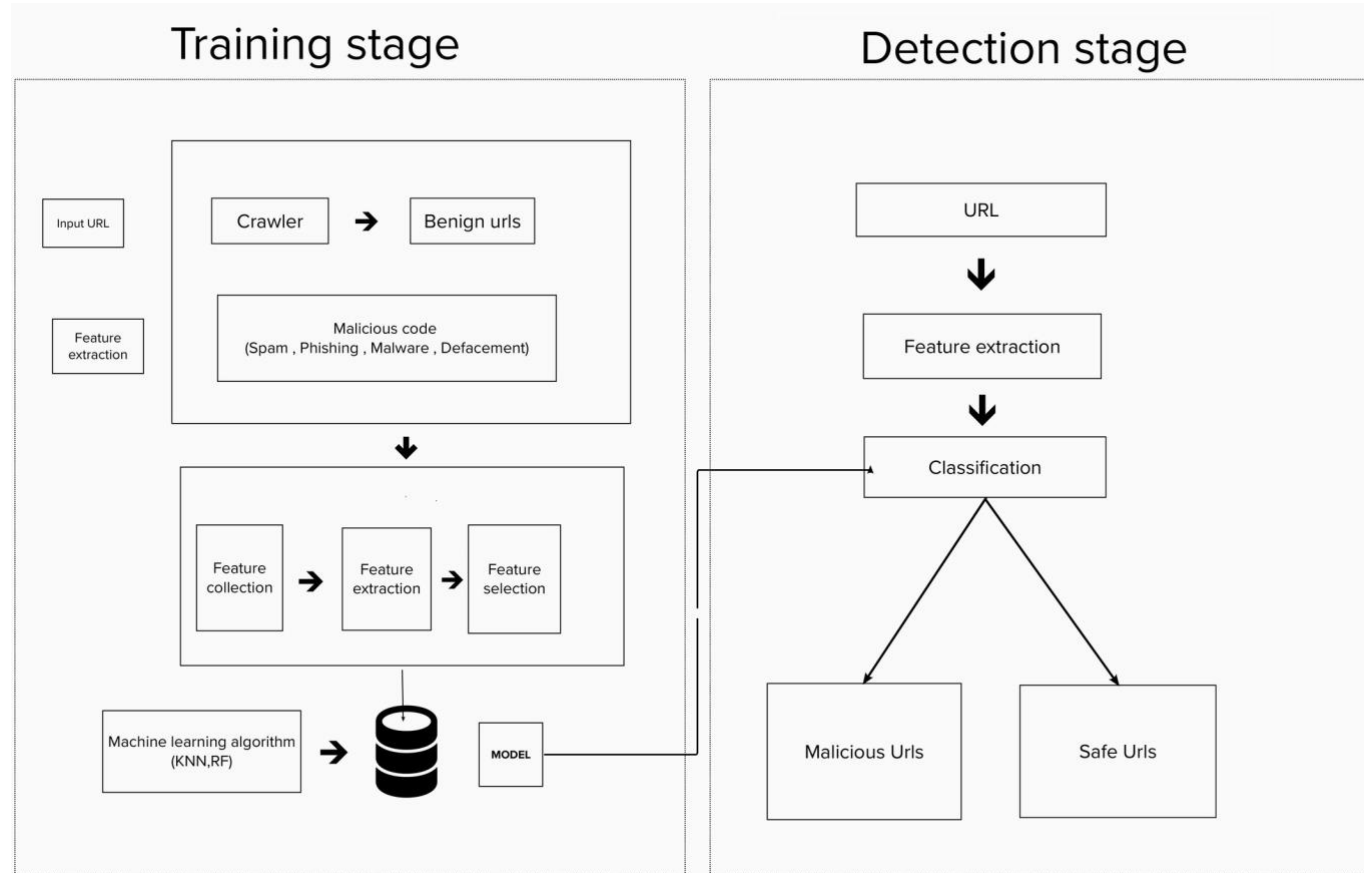 Training stage
Detection stage
Input URL
Crawler
Benign urls
Feature
extraction
Malicious code
(Spam , Phishing , Malware , Defacement)
Feature
collection
Feature
extraction
Feature
selection
Machine learning algorithm
(KNN,RF)
MODEL
URL
Feature extraction
Classification
Malicious Urls
Safe Urls